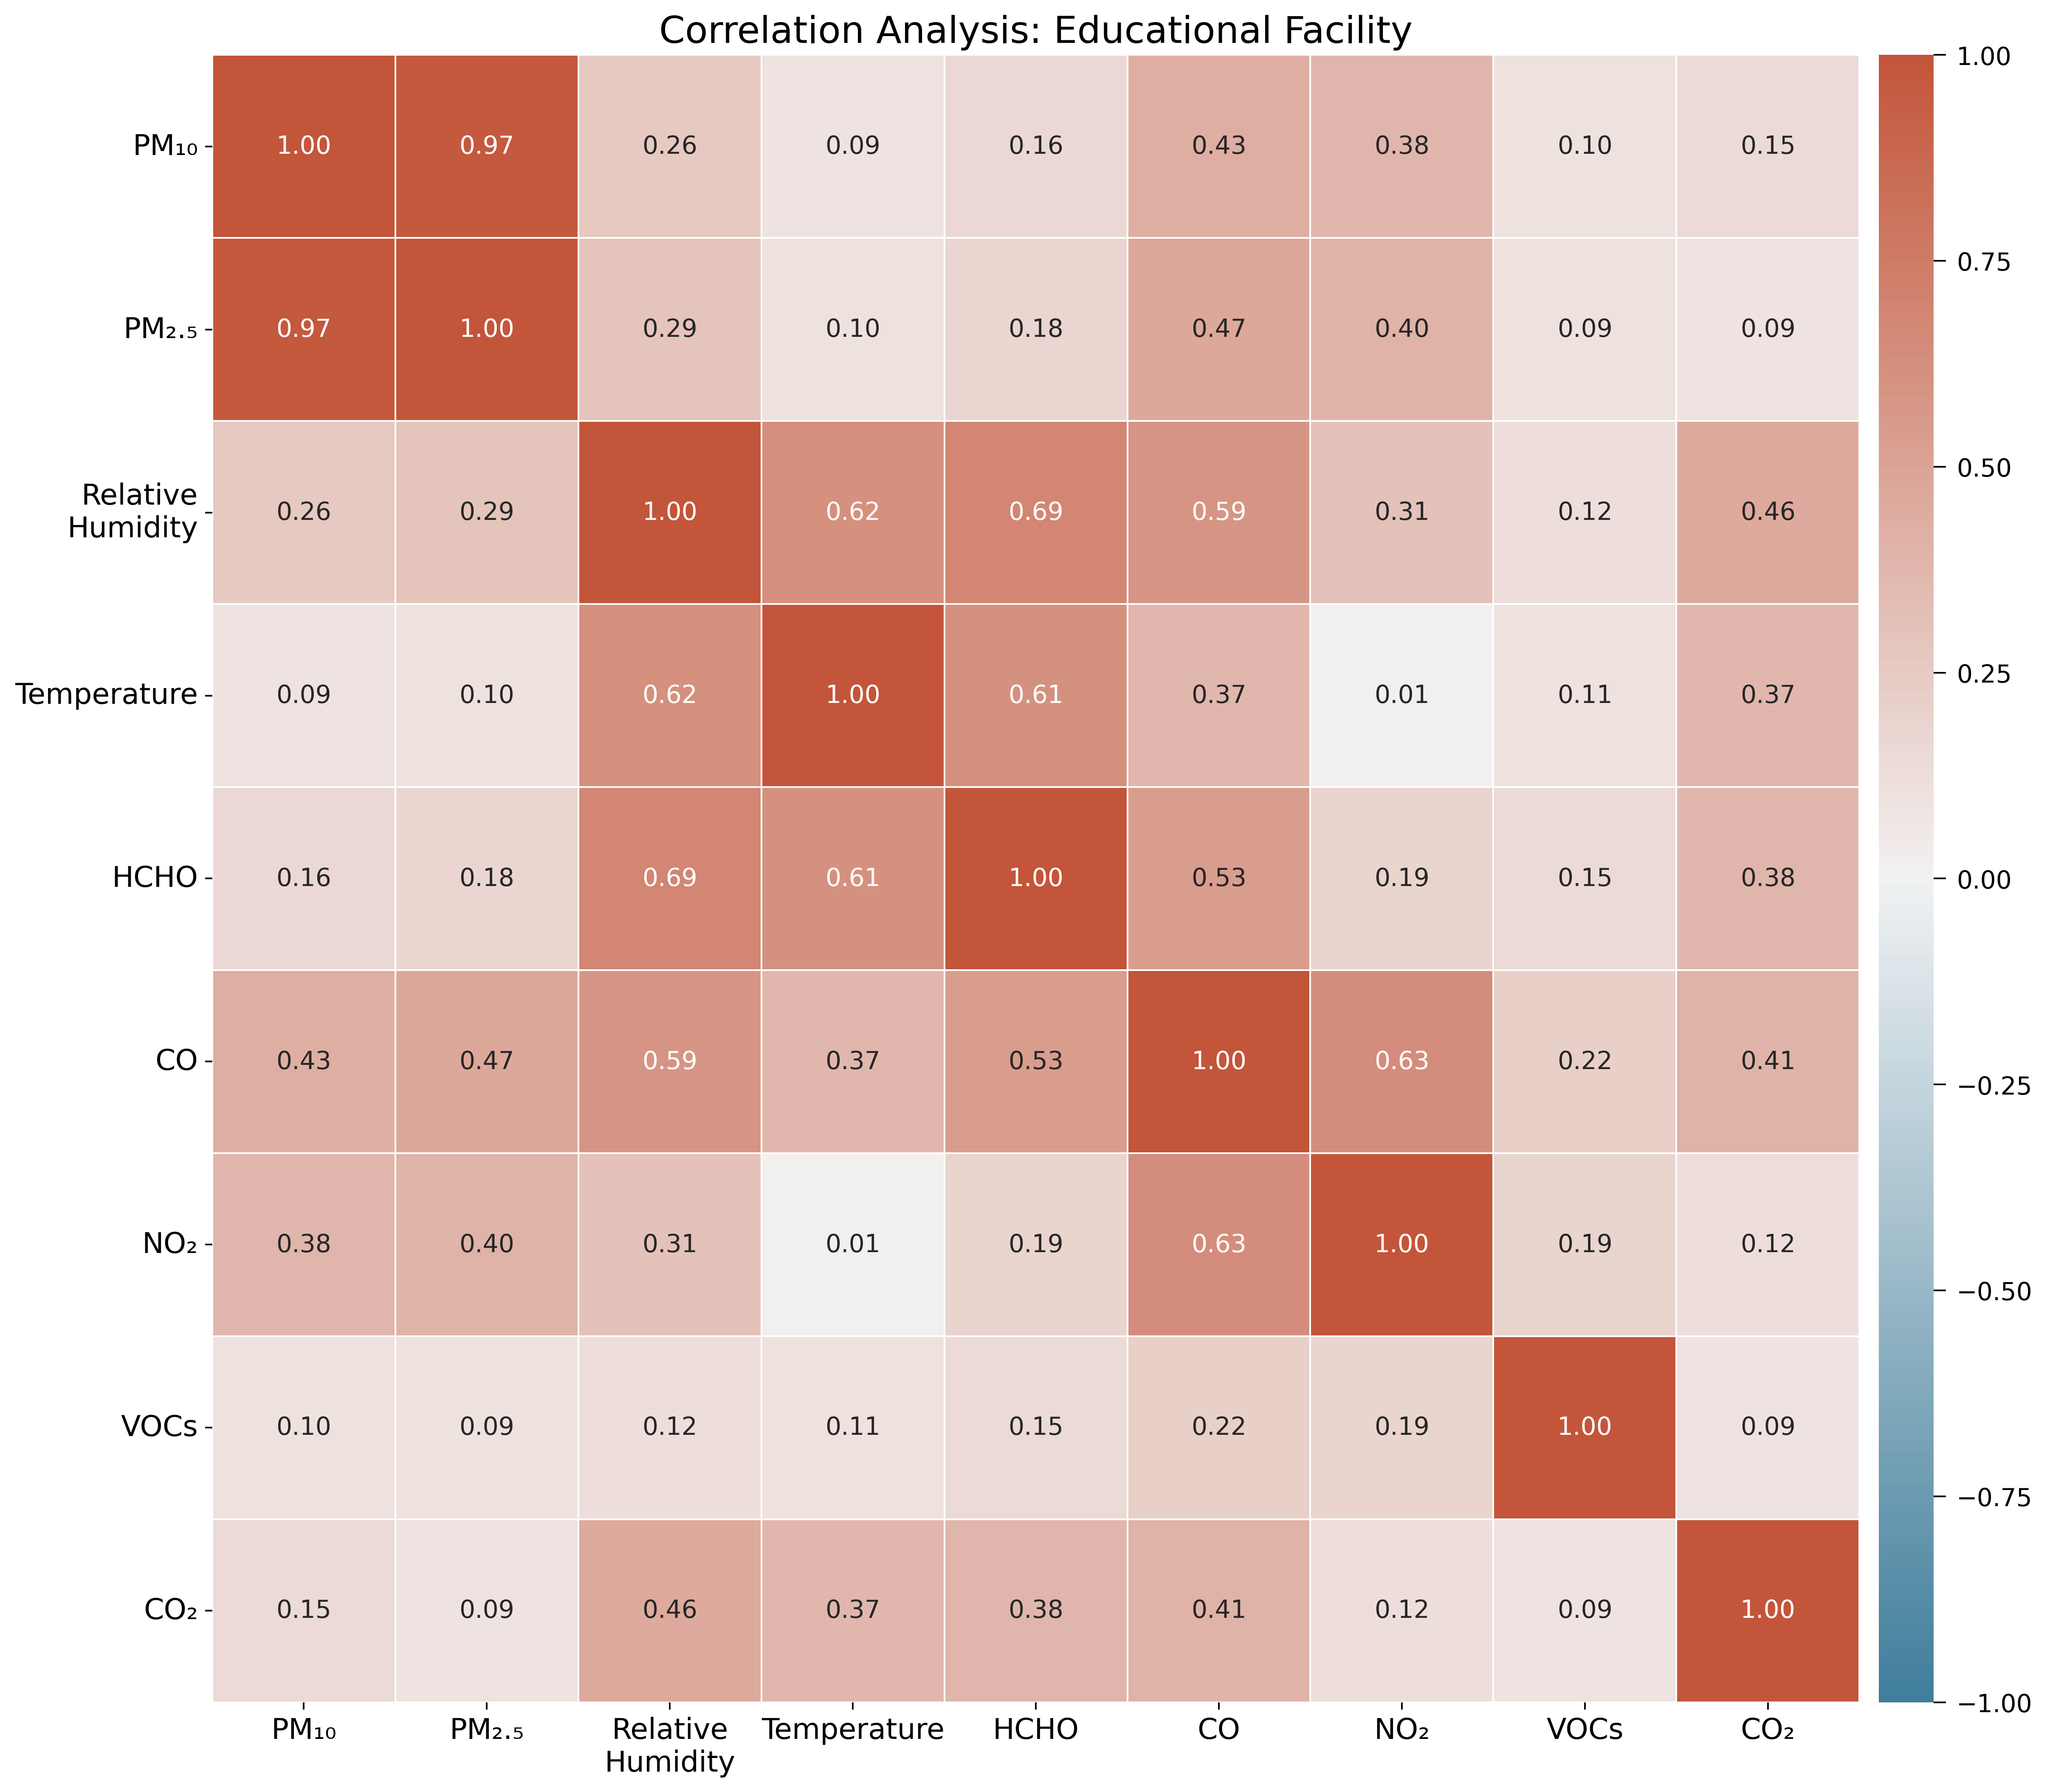 Correlation Analysis: Educational Facility
PM₁₀ 1.00 0.97 0.26 0.09 0.16 0.43 0.38 0.10 0.15
PM₂.₅ 0.97 1.00 0.29 0.10 0.18 0.47 0.40 0.09 0.09
Relative
Humidity
0.26 0.29 1.00 0.62 0.69 0.59 0.31 0.12 0.46
Temperature 0.09 0.10 0.62 1.00 0.61 0.37 0.01 0.11 0.37
HCHO 0.16 0.18 0.69 0.61 1.00 0.53 0.19 0.15 0.38
CO 0.43 0.47 0.59 0.37 0.53 1.00 0.63 0.22 0.41
NO₂ 0.38 0.40 0.31 0.01 0.19 0.63 1.00 0.19 0.12
VOCs 0.10 0.09 0.12 0.11 0.15 0.22 0.19 1.00 0.09
CO₂ 0.15 0.09 0.46 0.37 0.38 0.41 0.12 0.09 1.00
PM₁₀ PM₂.₅ Relative Temperature HCHO CO NO₂ VOCs CO₂
Humidity
1.00
0.75
0.50
0.25
0.00
−0.25
−0.50
−0.75
−1.00